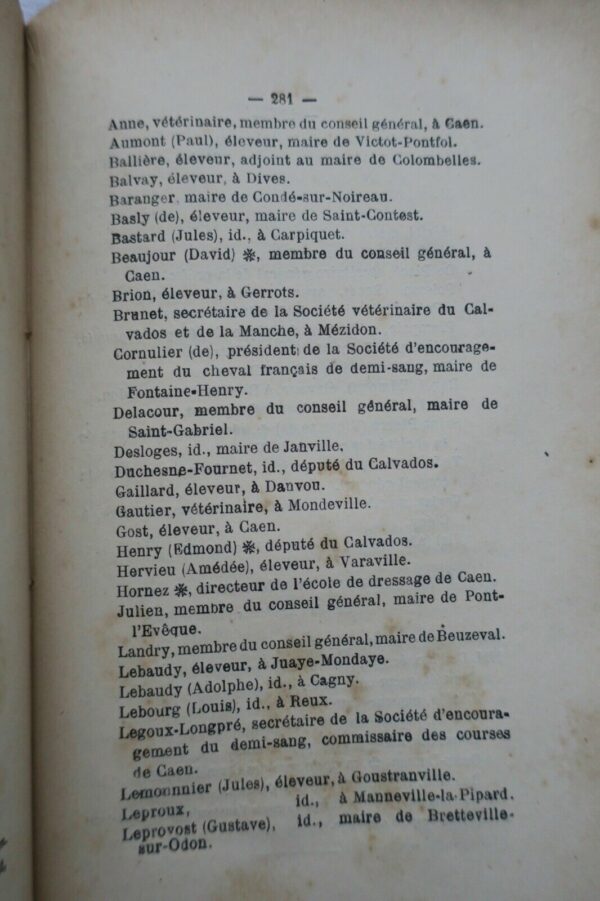 — 281 —
Anne, vétérinaire, membre du conseil général, à Caen.
Aumont (Paul), éleveur, maire de Victot-Pontfol.
Ballière, éleveur, adjoint au maire de Colombelles.
Balvay, éleveur, à Dives.
Baranger, maire de Condé-sur-Noireau.
Basly (de), éleveur, maire de Saint-Contest.
Bastard (Jules), id., à Carpiquet.
Beaujour (David) ✻, membre du conseil général, à
Caen.
Brion, éleveur, à Gerrots.
Brunet, secrétaire de la Société vétérinaire du Cal-
vados et de la Manche, à Mézidon.
Cornulier (de), président de la Société d'encourage-
ment du cheval français de demi-sang, maire de
Fontaine-Henry.
Delacour, membre du conseil général, maire de
Saint-Gabriel.
Desloges, id., maire de Janville.
Duchesne-Fournet, id., député du Calvados.
Gaillard, éleveur, à Danvou.
Gautier, vétérinaire, à Mondeville.
Gost, éleveur, à Caen.
Henry (Edmond) ✻, député du Calvados.
Hervieu (Amédée), éleveur, à Varaville.
Hornez ✻, directeur de l'école de dressage de Caen.
Julien, membre du conseil général, maire de Pont-
l'Evêque.
Landry, membre du conseil général, maire de Beuzeval.
Lebaudy, éleveur, à Juaye-Mondaye.
Lebaudy (Adolphe), id., à Cagny.
Lebourg (Louis), id., à Reux.
Legoux-Longpré, secrétaire de la Société d'encoura-
gement du demi-sang, commissaire des courses
de Caen.
Lemonnier (Jules), éleveur, à Goustranville.
Leproux, id., à Manneville-la-Pipard.
Leprovost (Gustave), id., maire de Bretteville-
sur-Odon.